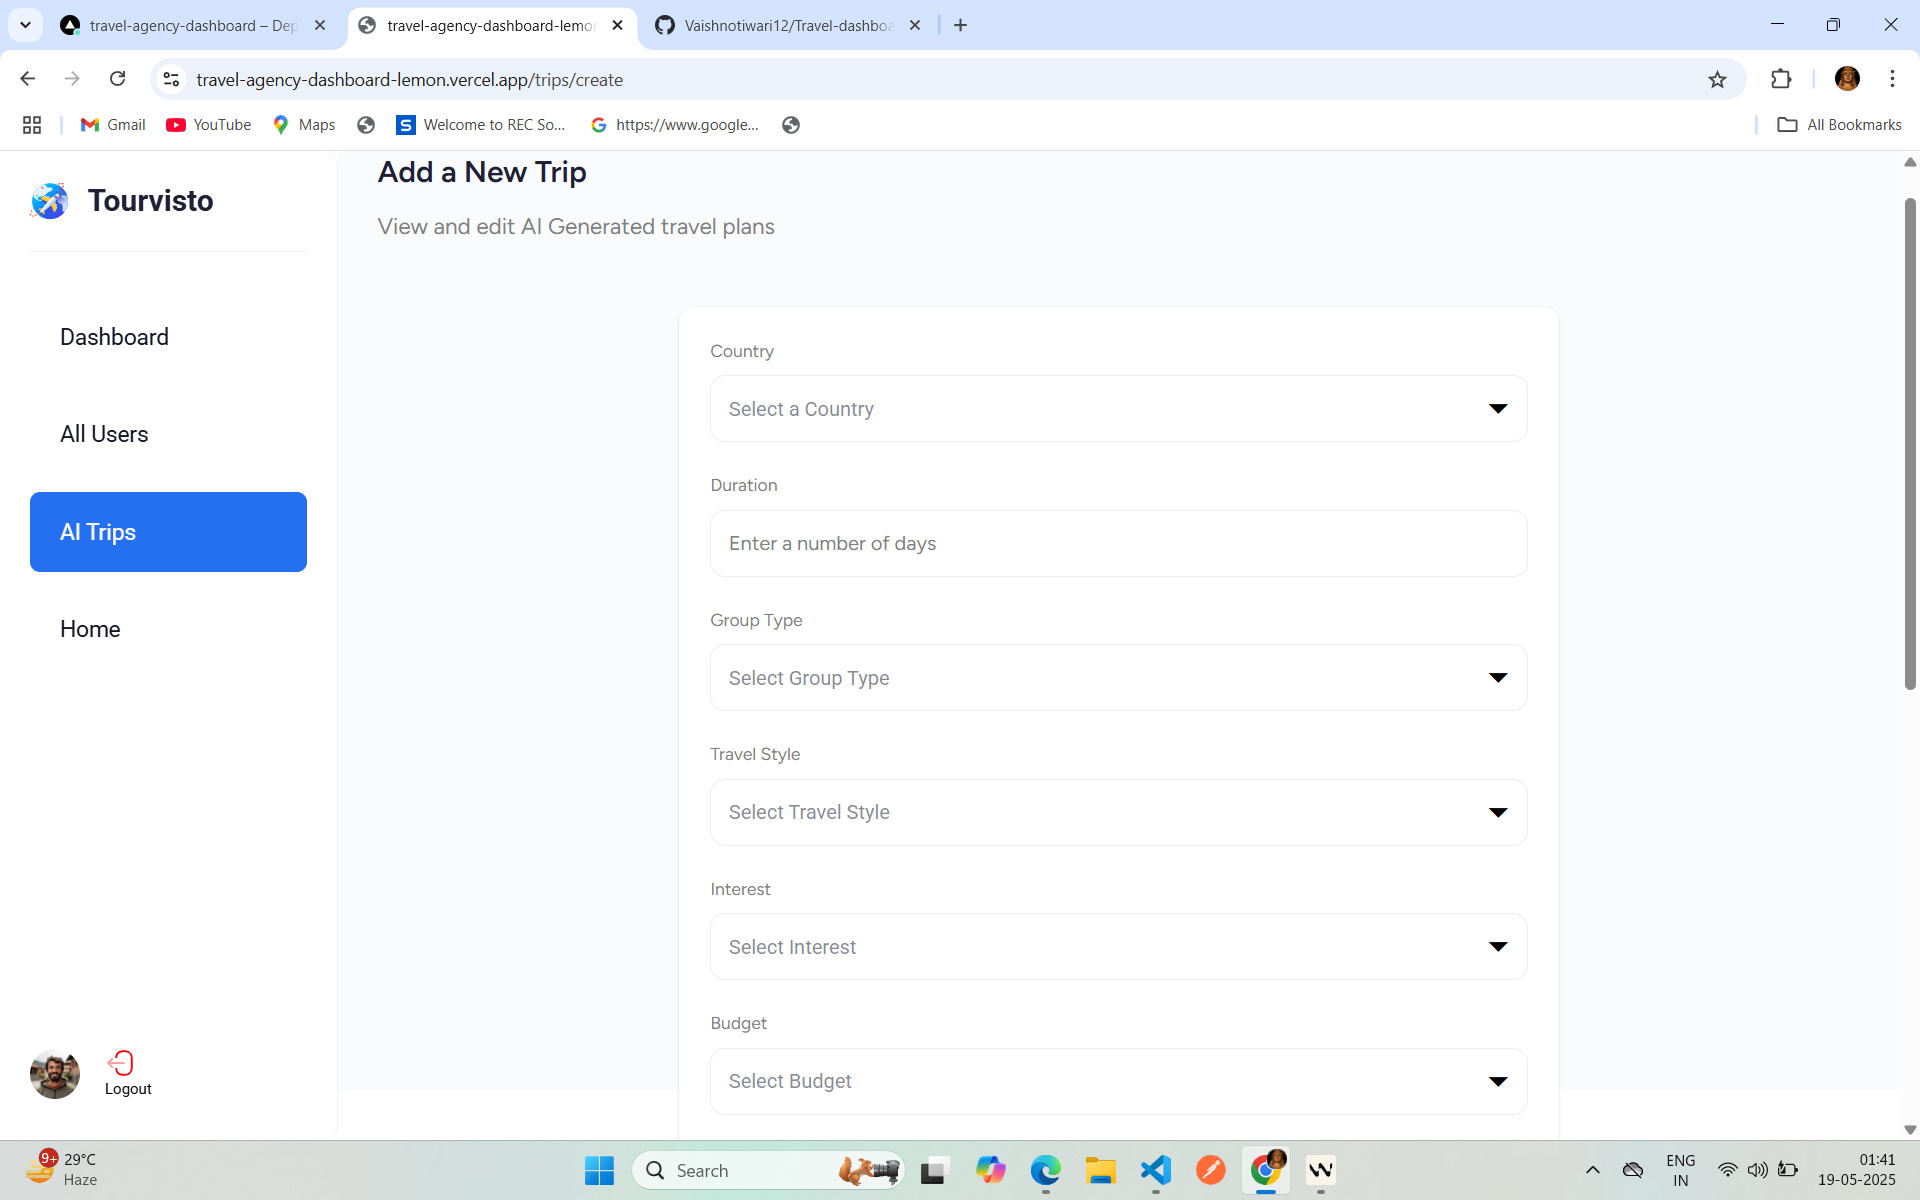 travel-agency-dashboard – Dep
travel-agency-dashboard-lemon
Vaishnotiwari12/Travel-dashboa
travel-agency-dashboard-lemon.vercel.app/trips/create
Gmail
YouTube
Maps
S
Welcome to REC So...
https://www.google...
All Bookmarks
Tourvisto
Dashboard
All Users
AI Trips
Home
Logout
Add a New Trip
View and edit AI Generated travel plans
Country
Select a Country
Duration
Enter a number of days
Group Type
Select Group Type
Travel Style
Select Travel Style
Interest
Select Interest
Budget
Select Budget
9+
29°C
Haze
Search
ENG
IN
01:41
19-05-2025